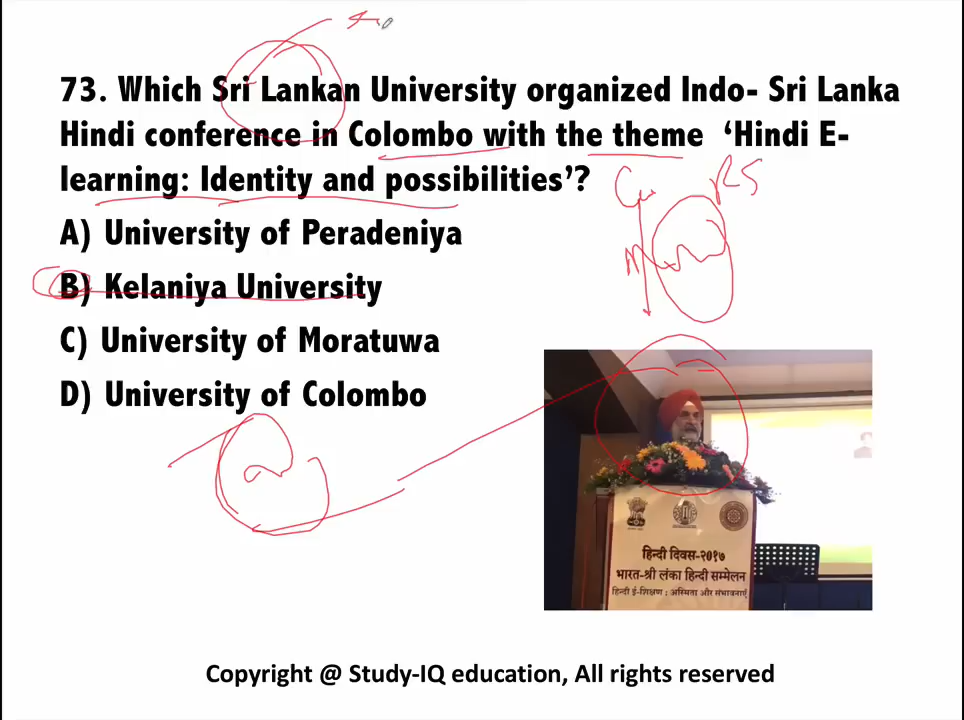 73. Which Sri Lankan University organized Indo- Sri Lanka
Hindi conference in Colombo with the theme ‘Hindi E-
learning: Identity and possibilities’?
A) University of Peradeniya
B) Kelaniya University
C) University of Moratuwa
D) University of Colombo
RS
हिन्दी दिवस-२०१७
भारत-श्री लंका हिन्दी सम्मेलन
हिन्दी ई-शिक्षण : अस्मिता और संभावनाएँ
Copyright @ Study-IQ education, All rights reserved